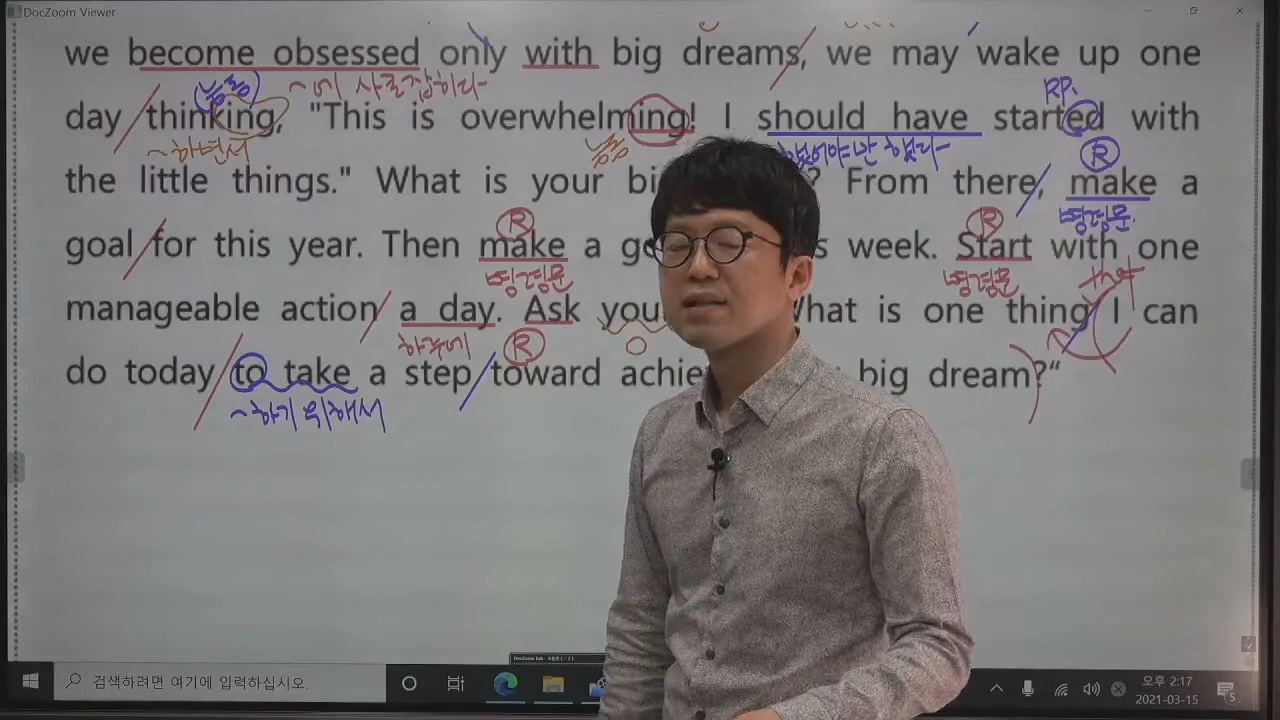 DocZoom Viewer
we become obsessed only with big dreams, we may wake up one
(능동) ~에 사로잡히다 R.P.
day thinking, "This is overwhelming! I should have started with
~하면서 능동 했어야만 했다 R
the little things." What is your bi ? From there, make a
R R 명령문
goal for this year. Then make a go s week. Start with one
명령문 명령문 that
manageable action a day. Ask you What is one thing I can
하루에 R
do today to take a step toward achie big dream?“
~하기 위해서
검색하려면 여기에 입력하십시오.
오후 2:17
2021-03-15
5